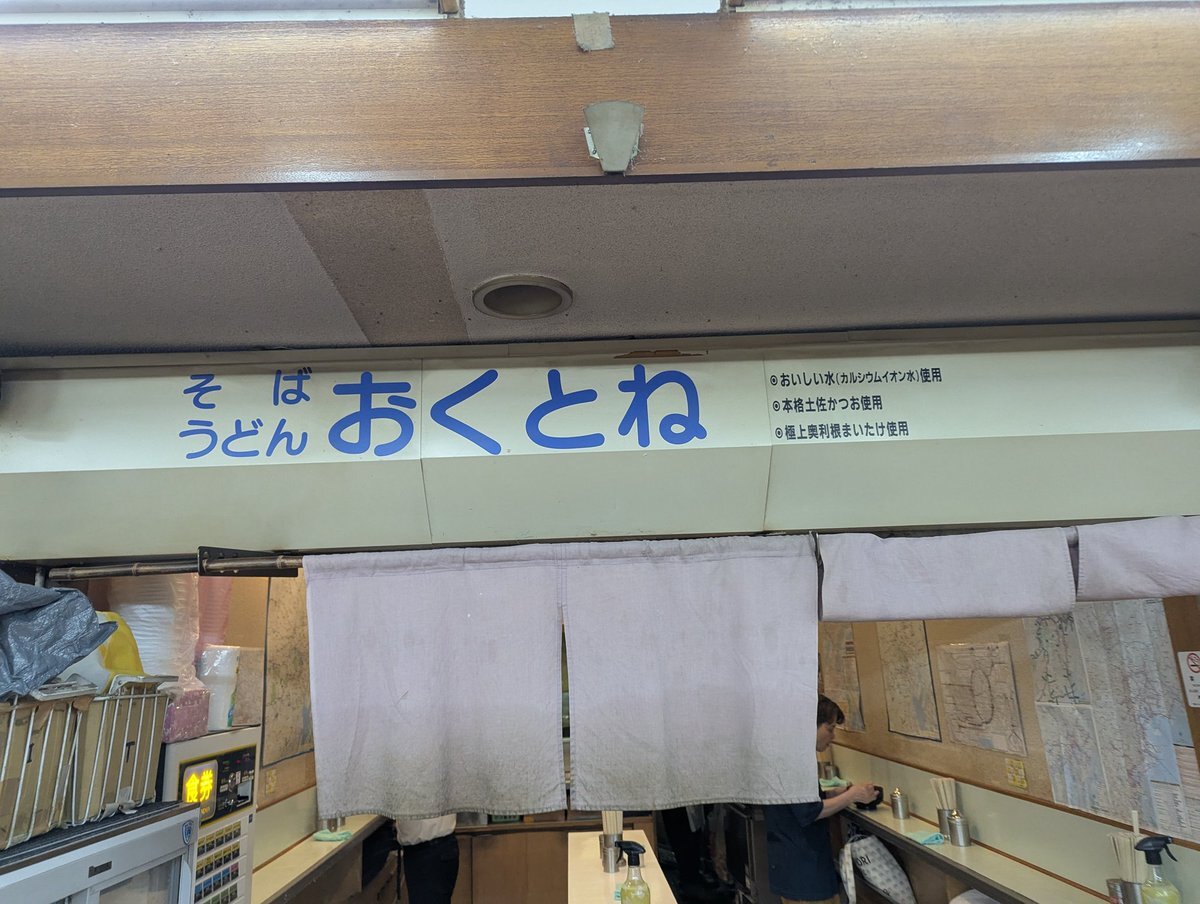 そば
うどん
おくとね
◉おいしい水(カルシウムイオン水)使用
◉本格土佐かつお使用
◉極上奥利根まいたけ使用
食券
T
T